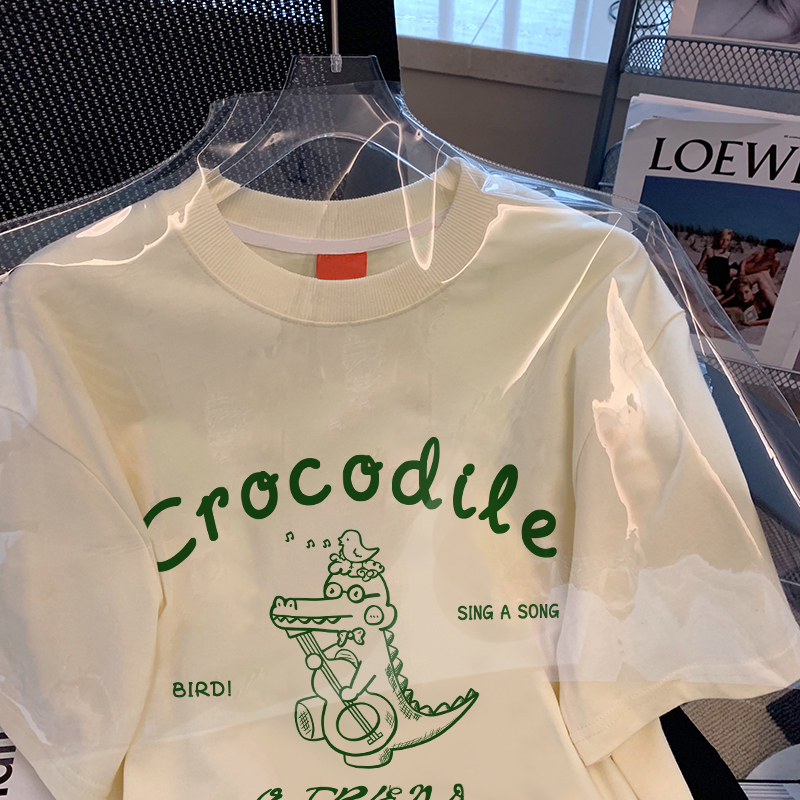 LOEW
Crocodile
SING A SONG
BIRD!